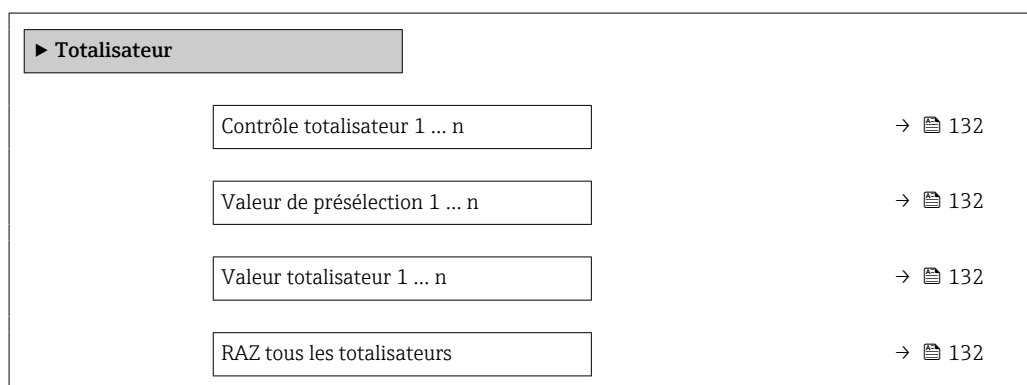 ▶ Totalisateur
Contrôle totalisateur 1 … n → 132
Valeur de présélection 1 … n → 132
Valeur totalisateur 1 … n → 132
RAZ tous les totalisateurs → 132